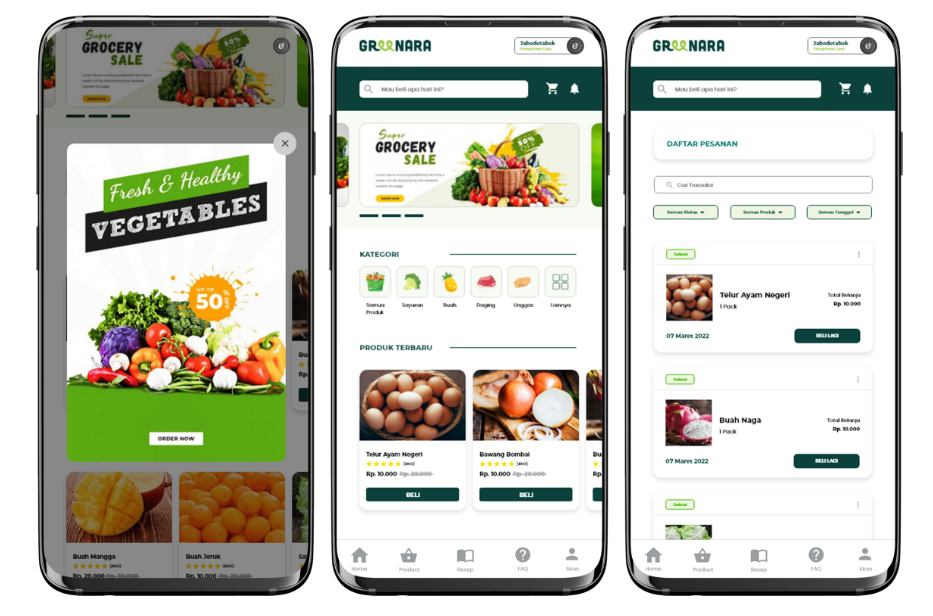 Super
GROCERY
SALE
50%
ORDER NOW
Fresh & Healthy
VEGETABLES
UP TO
50%
OFF
ORDER NOW
Buah Mangga
Rp. 20.000
Buah Jeruk
Rp. 10.000
GREENARA
Jabodetabek
Mau beli apa hari ini?
Super
GROCERY
SALE
50%
ORDER NOW
KATEGORI
Semua
Produk
Sayuran
Buah
Daging
Unggas
Lainnya
PRODUK TERBARU
Telur Ayam Negeri
Rp. 10.000 Rp. 20.000
BELI
Bawang Bombai
Rp. 10.000 Rp. 20.000
BELI
Home Product Resep FAQ Akun
GREENARA
Jabodetabek
Mau beli apa hari ini?
DAFTAR PESANAN
Cari Transaksi
Semua Status Semua Produk Semua Tanggal
Selesai
Telur Ayam Negeri
1 Pack
Total Belanja
Rp. 10.000
07 Maret 2022
BELI LAGI
Selesai
Buah Naga
1 Pack
Total Belanja
Rp. 10.000
07 Maret 2022
BELI LAGI
Selesai
Home Product Resep FAQ Akun